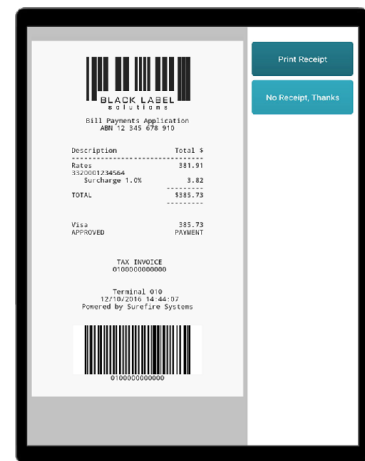 BLACK LABEL
solutions
Bill Payments Application
ABN 12 345 678 910
Description Total $
Rates 381.91
3320001234564
Surcharge 1.0% 3.82
TOTAL $385.73
Visa 385.73
APPROVED PAYMENT
TAX INVOICE
0100000000000
Terminal 010
12/10/2016 14:44:07
Powered by Surefire Systems
0100000000000
Print Receipt
No Receipt, Thanks